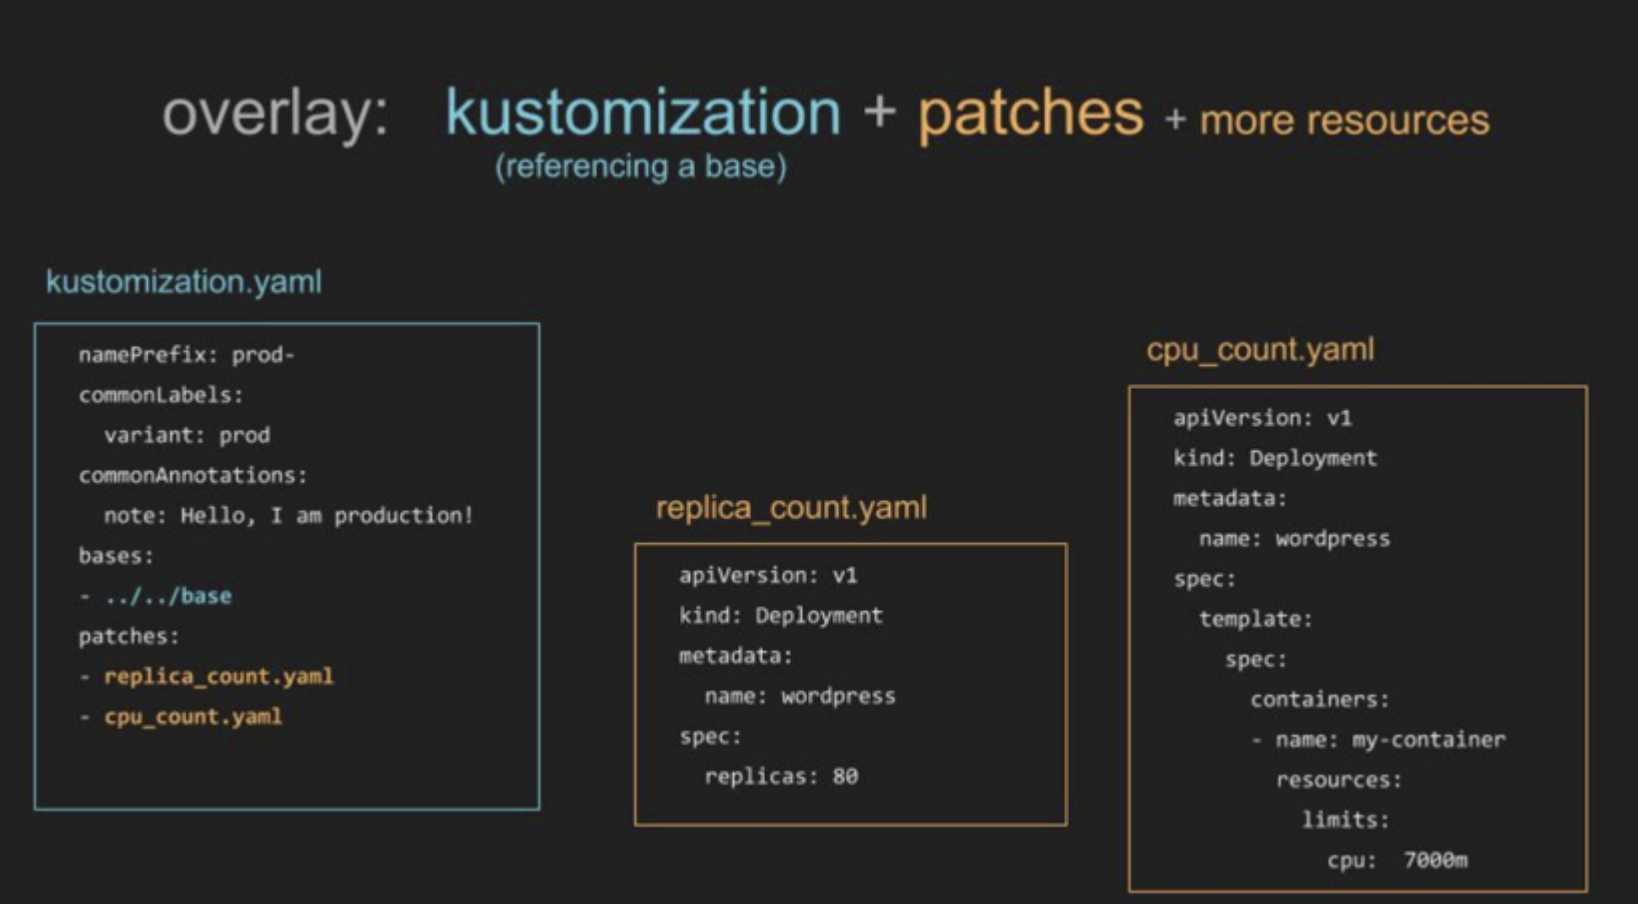 overlay: kustomization + patches + more resources
(referencing a base)
kustomization.yaml
namePrefix: prod-
commonLabels:
  variant: prod
commonAnnotations:
  note: Hello, I am production!
bases:
- ../../base
patches:
- replica_count.yaml
- cpu_count.yaml
replica_count.yaml
apiVersion: v1
kind: Deployment
metadata:
  name: wordpress
spec:
  replicas: 80
cpu_count.yaml
apiVersion: v1
kind: Deployment
metadata:
  name: wordpress
spec:
  template:
    spec:
      containers:
      - name: my-container
        resources:
          limits:
            cpu:  7000m